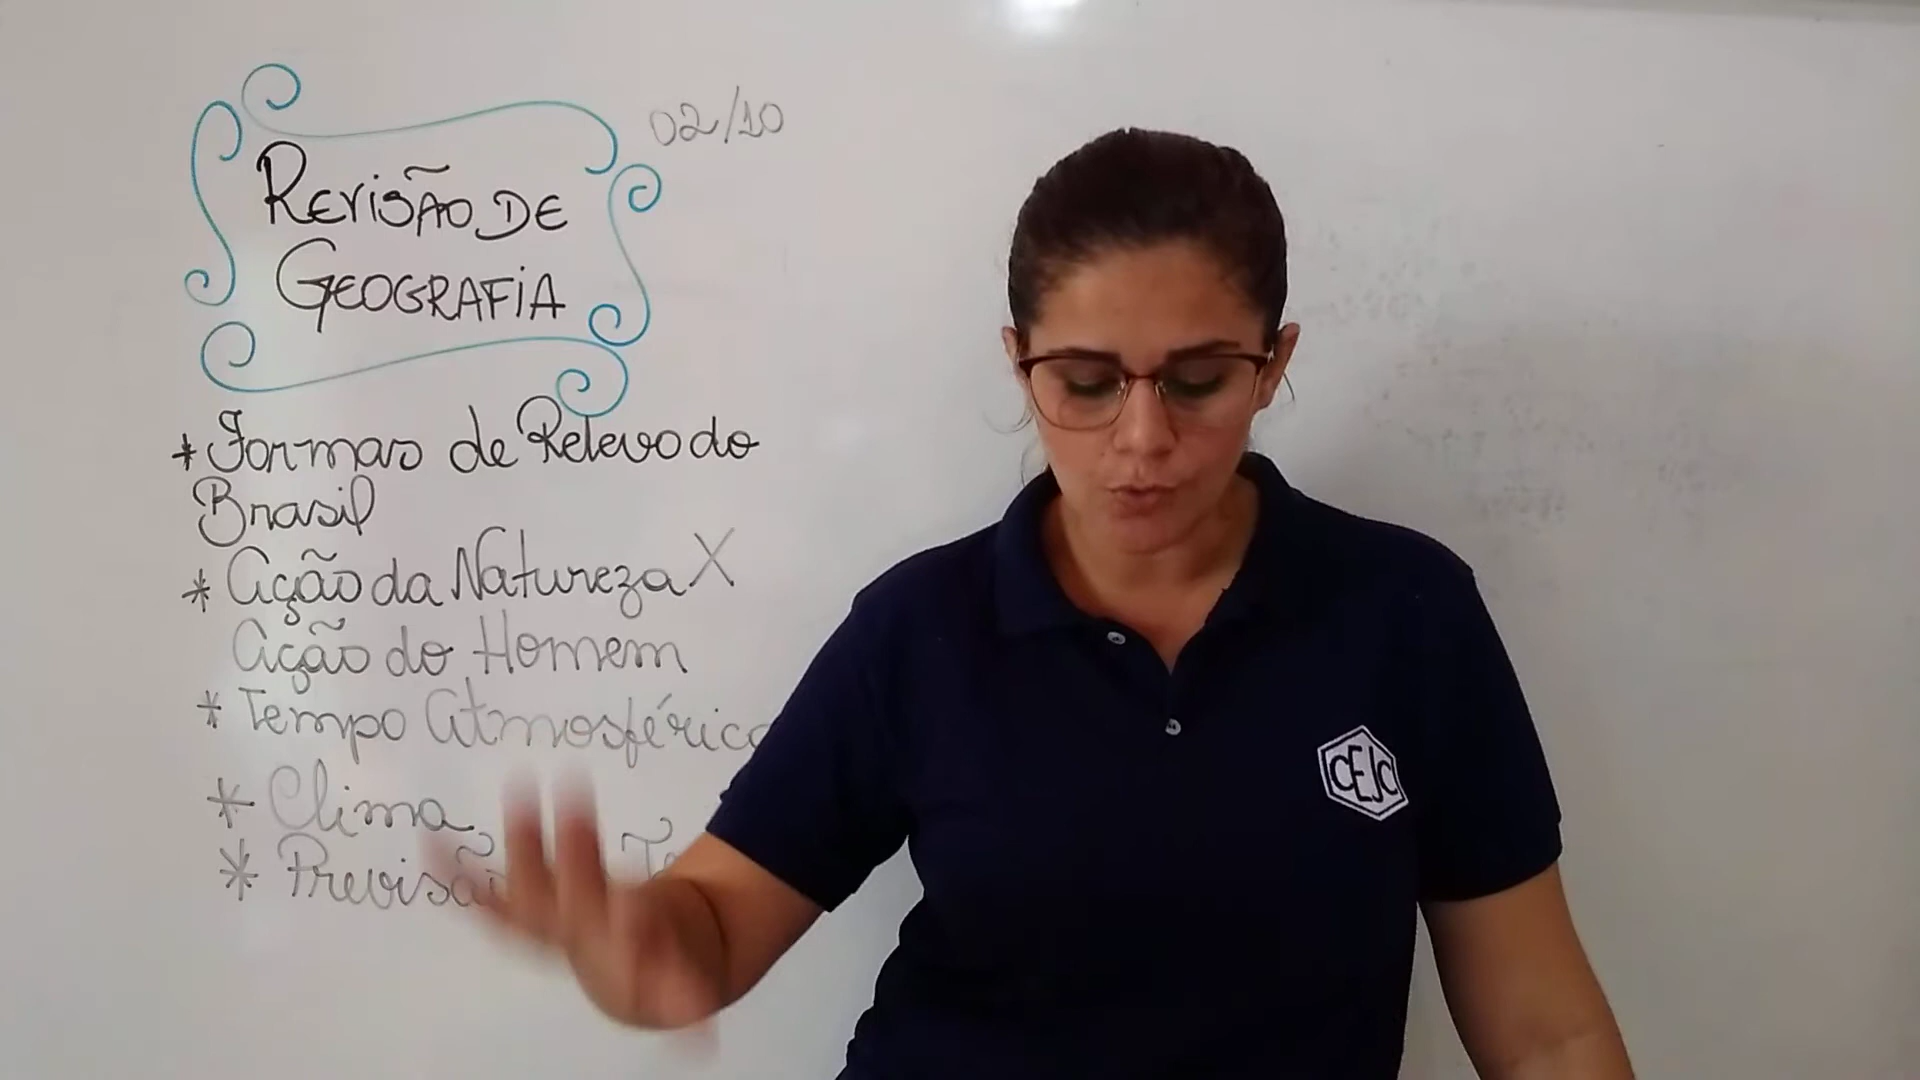 02/10
REVISÃO DE
GEOGRAFIA
* Formas de Relevo do
Brasil
* Ação da Natureza X
Ação do Homem
* Tempo Atmosférico
* Clima
* Previsão
CEJC